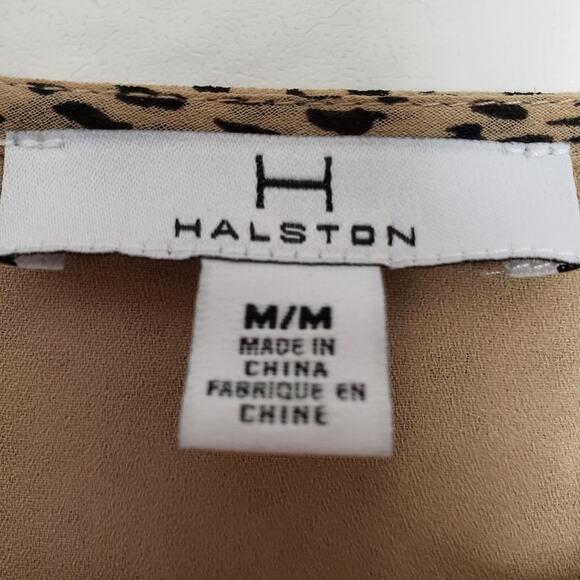 H
HALSTON
M/M
MADE IN
CHINA
FABRIQUE EN
CHINE